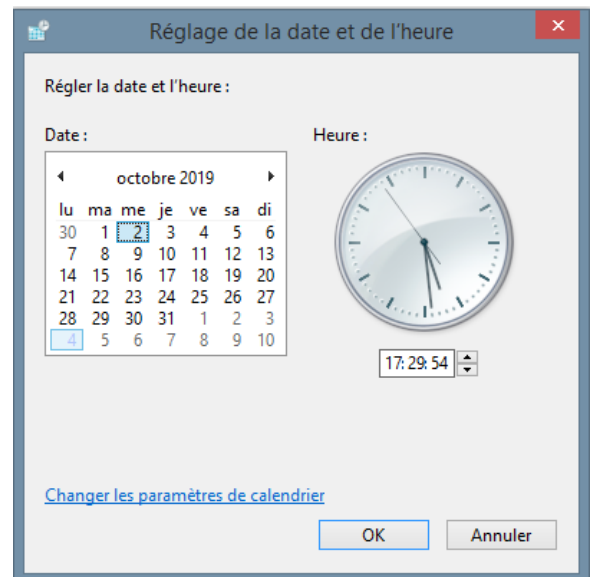 Réglage de la date et de l'heure
Régler la date et l'heure :
Date :
Heure :
octobre 2019
lu ma me je ve sa di
30 1 2 3 4 5 6
7 8 9 10 11 12 13
14 15 16 17 18 19 20
21 22 23 24 25 26 27
28 29 30 31 1 2 3
4 5 6 7 8 9 10
17: 29: 54
Changer les paramètres de calendrier
OK Annuler